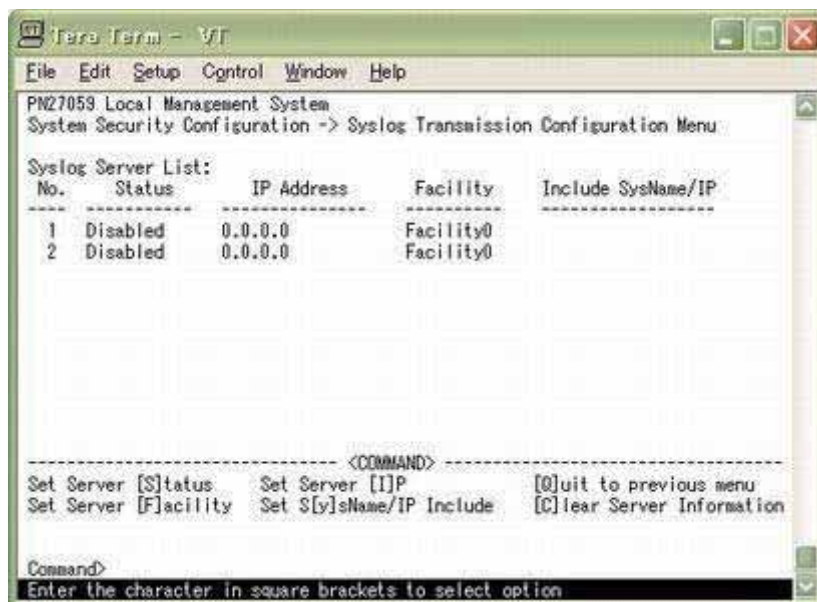 Tera Term - VT
File Edit Setup Control Window Help
PN27059 Local Management System
System Security Configuration -> Syslog Transmission Configuration Menu
Syslog Server List:
No. Status IP Address Facility Include SysName/IP
---- ----------- --------------- ---------- ------------------
1 Disabled 0.0.0.0 Facility0
2 Disabled 0.0.0.0 Facility0
----------------------------------- <COMMAND> ---------------------------------------
Set Server [S]tatus Set Server [I]P [Q]uit to previous menu
Set Server [F]acility Set S[y]sName/IP Include [C]lear Server Information
Command>
Enter the character in square brackets to select option